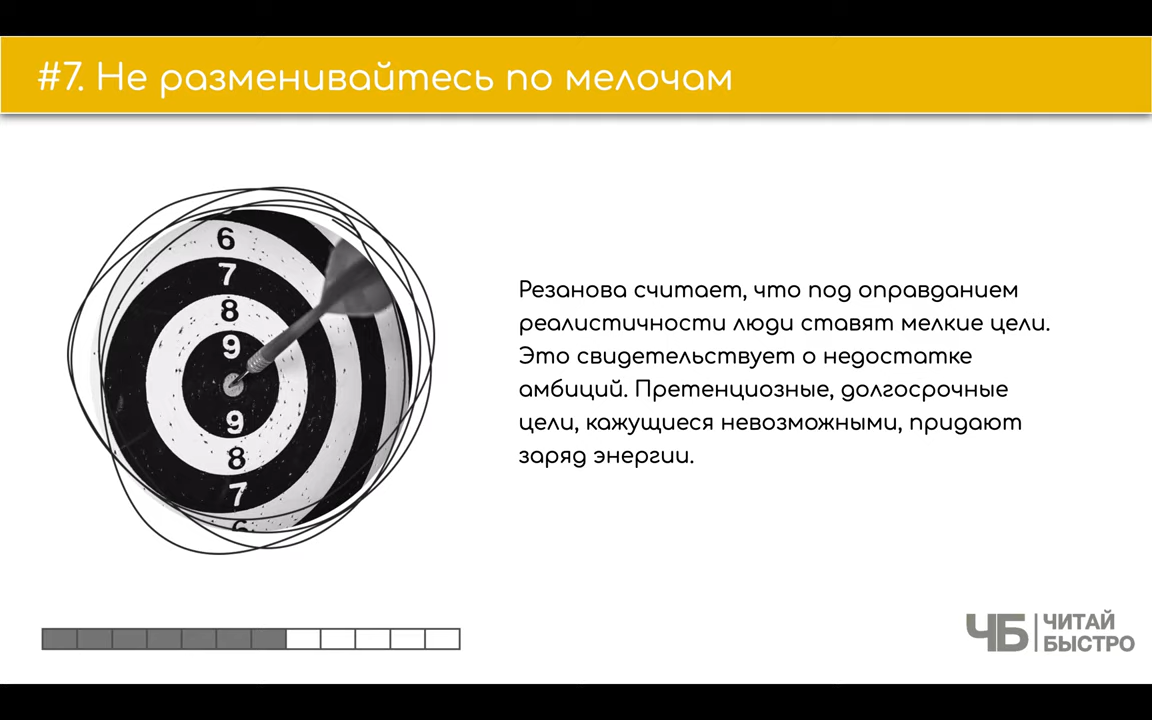 #7. Не разменивайтесь по мелочам
6
7
8
9
9
8
7
6
Резанова считает, что под оправданием
реалистичности люди ставят мелкие цели.
Это свидетельствует о недостатке
амбиций. Претенциозные, долгосрочные
цели, кажущиеся невозможными, придают
заряд энергии.
ЧБ
ЧИТАЙ
БЫСТРО